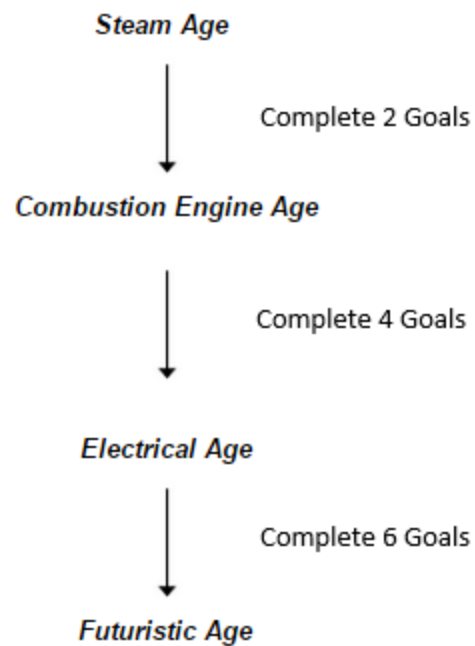 Steam Age
Complete 2 Goals
Combustion Engine Age
Complete 4 Goals
Electrical Age
Complete 6 Goals
Futuristic Age